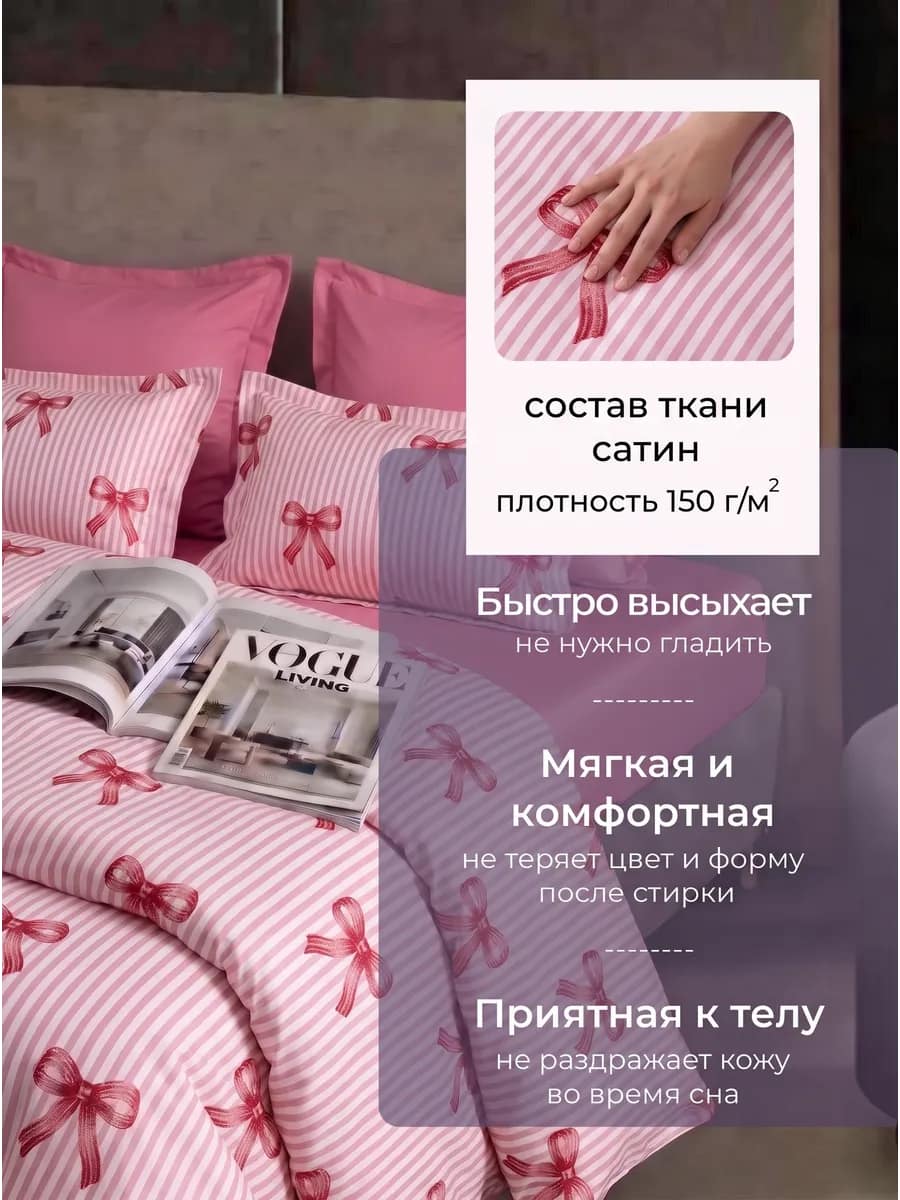 состав ткани
сатин
плотность 150 г/м²
Быстро высыхает
не нужно гладить
Мягкая и
комфортная
не теряет цвет и форму
после стирки
Приятная к телу
не раздражает кожу
во время сна
VOGUE
LIVING